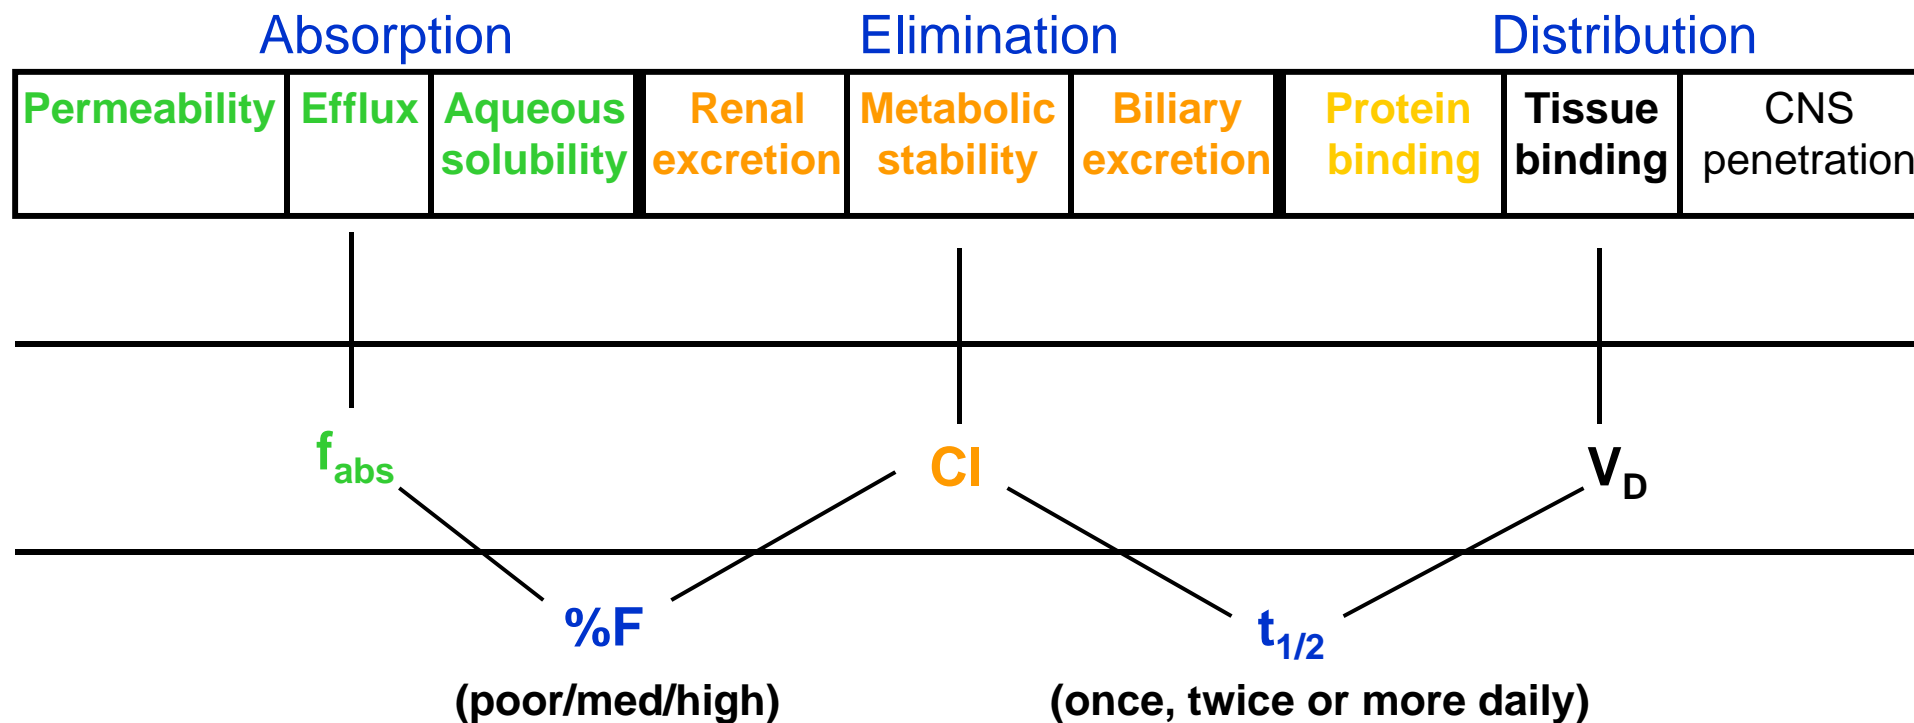 Absorption Elimination Distribution
Permeability Efflux Aqueous solubility Renal excretion Metabolic stability Biliary excretion Protein binding Tissue binding CNS penetration
fabs Cl VD
%F t1/2
(poor/med/high) (once, twice or more daily)